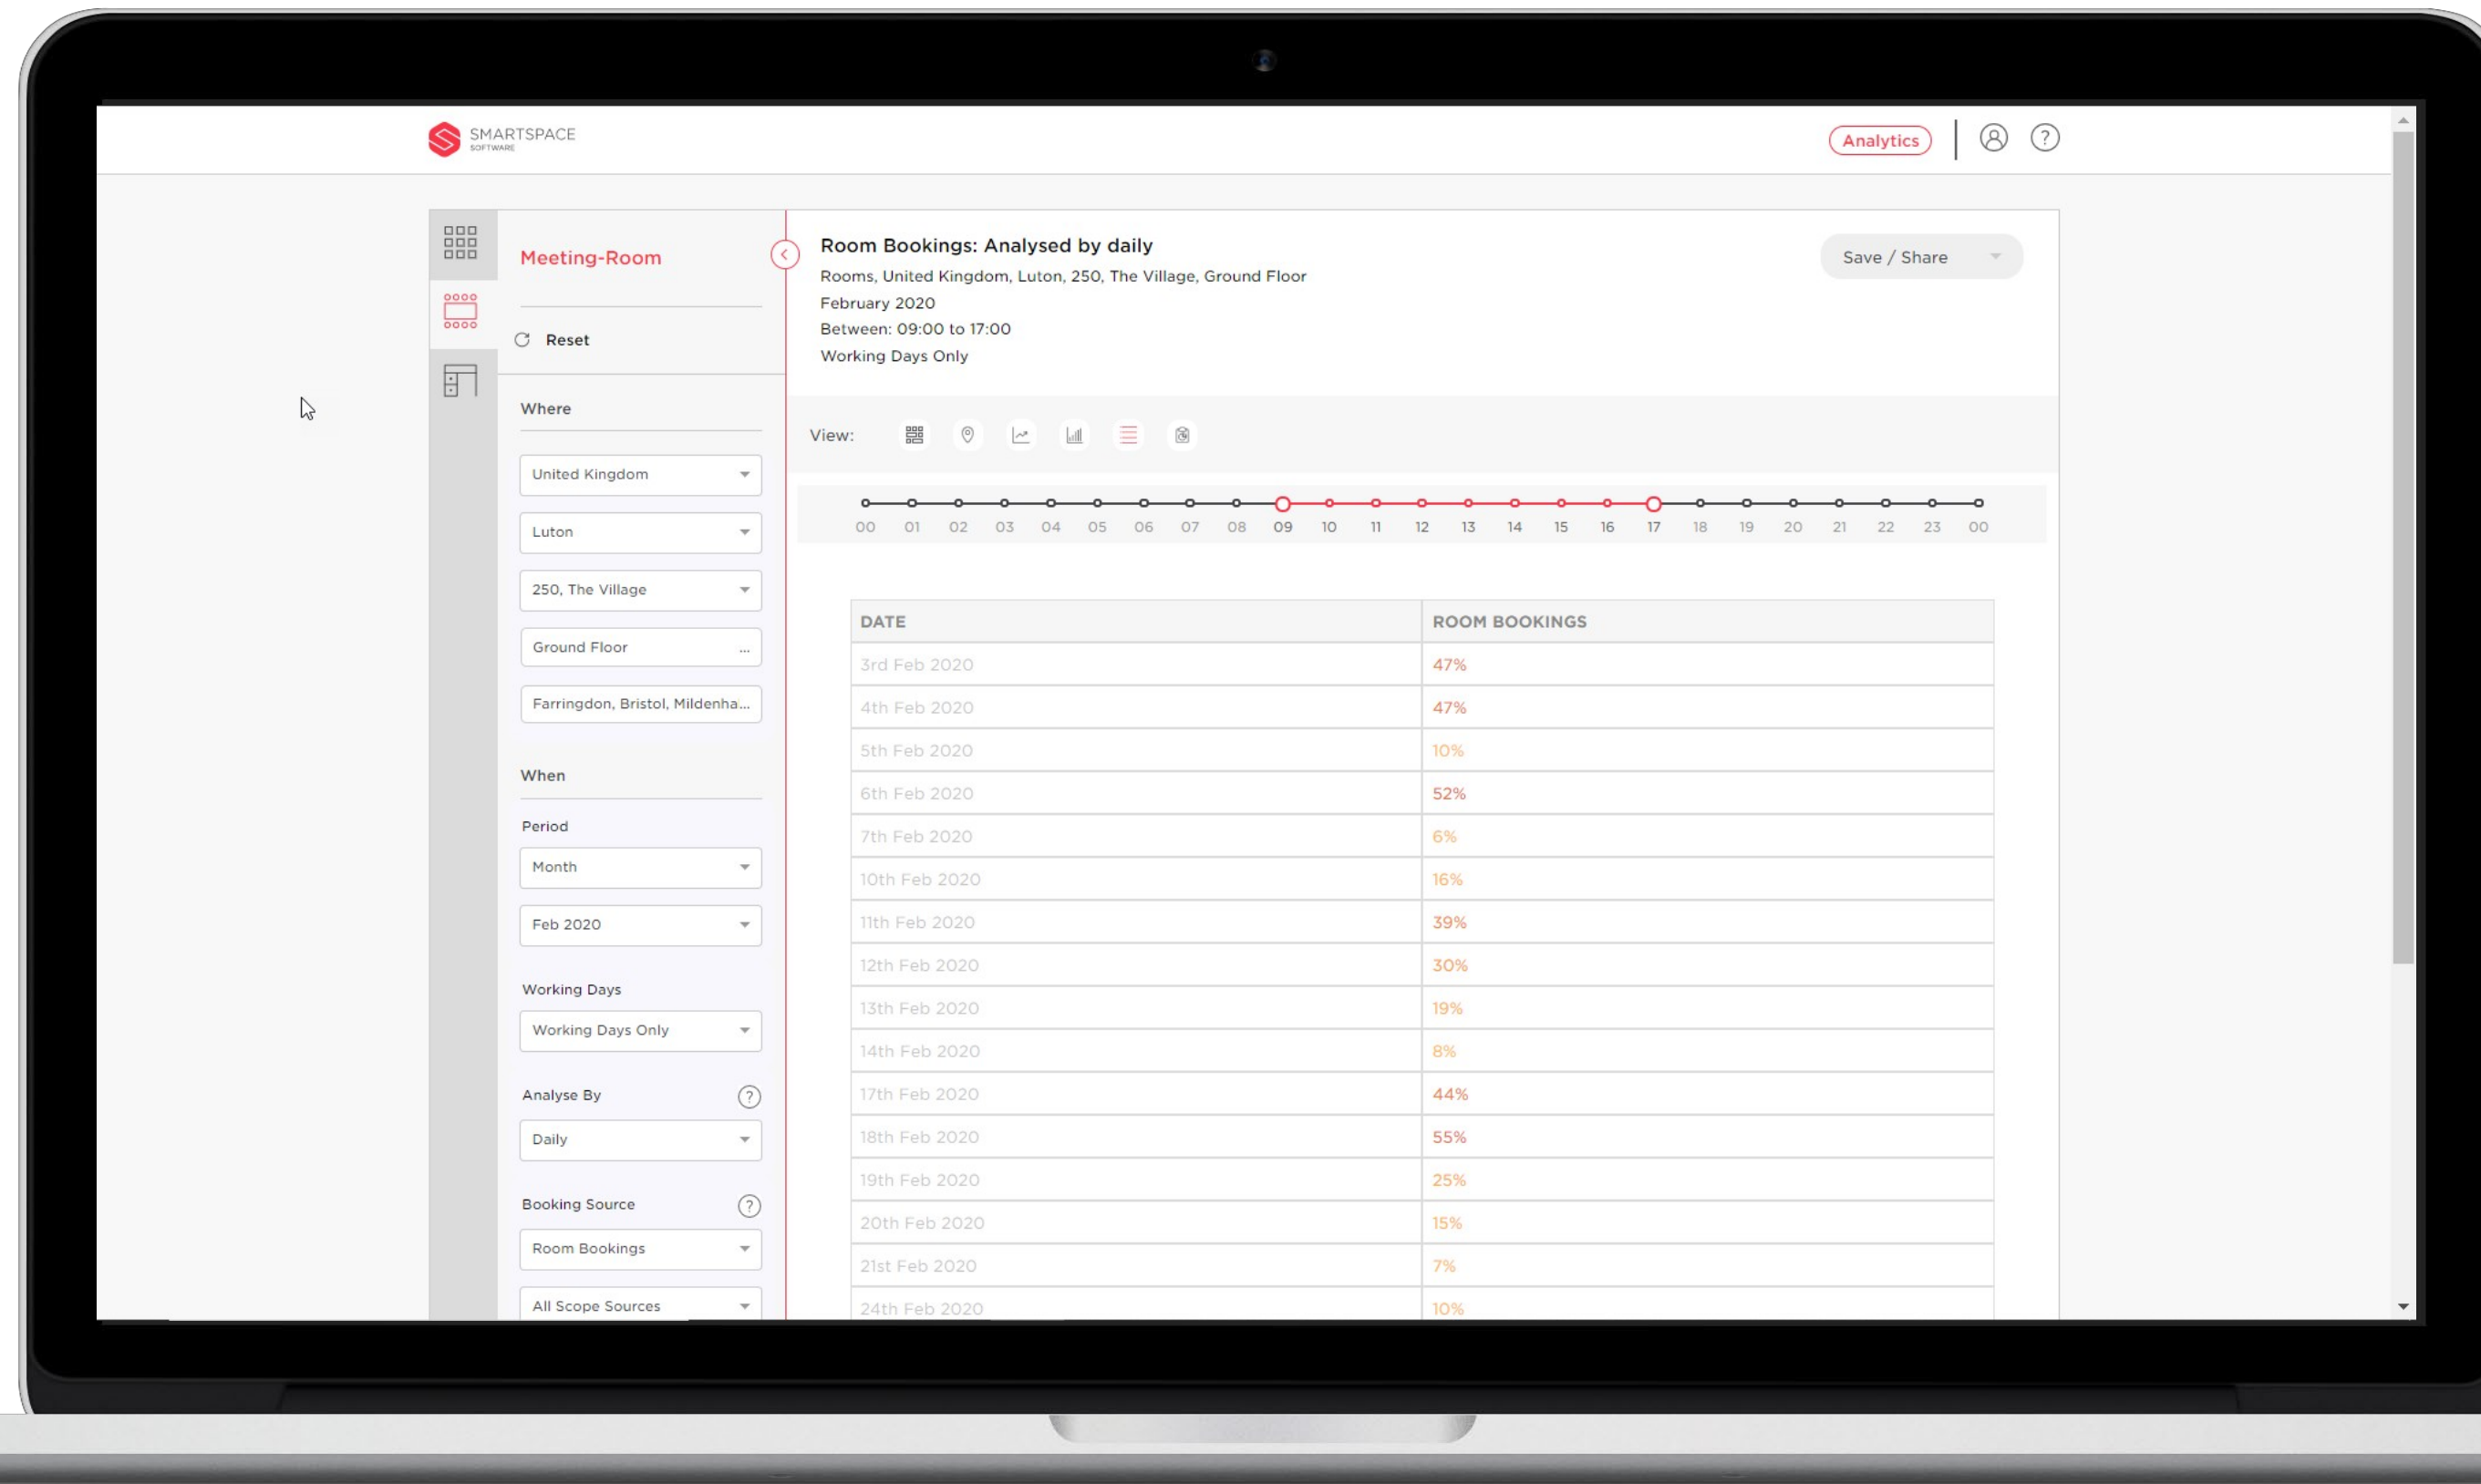 SMARTSPACE
SOFTWARE
Analytics
?
Meeting-Room
Reset
Where
United Kingdom
Luton
250, The Village
Ground Floor ...
Farringdon, Bristol, Mildenha...
When
Period
Month
Feb 2020
Working Days
Working Days Only
Analyse By ?
Daily
Booking Source ?
Room Bookings
All Scope Sources
Room Bookings: Analysed by daily
Rooms, United Kingdom, Luton, 250, The Village, Ground Floor
February 2020
Between: 09:00 to 17:00
Working Days Only
Save / Share
View:
00 01 02 03 04 05 06 07 08 09 10 11 12 13 14 15 16 17 18 19 20 21 22 23 00
DATE ROOM BOOKINGS
3rd Feb 2020 47%
4th Feb 2020 47%
5th Feb 2020 10%
6th Feb 2020 52%
7th Feb 2020 6%
10th Feb 2020 16%
11th Feb 2020 39%
12th Feb 2020 30%
13th Feb 2020 19%
14th Feb 2020 8%
17th Feb 2020 44%
18th Feb 2020 55%
19th Feb 2020 25%
20th Feb 2020 15%
21st Feb 2020 7%
24th Feb 2020 10%